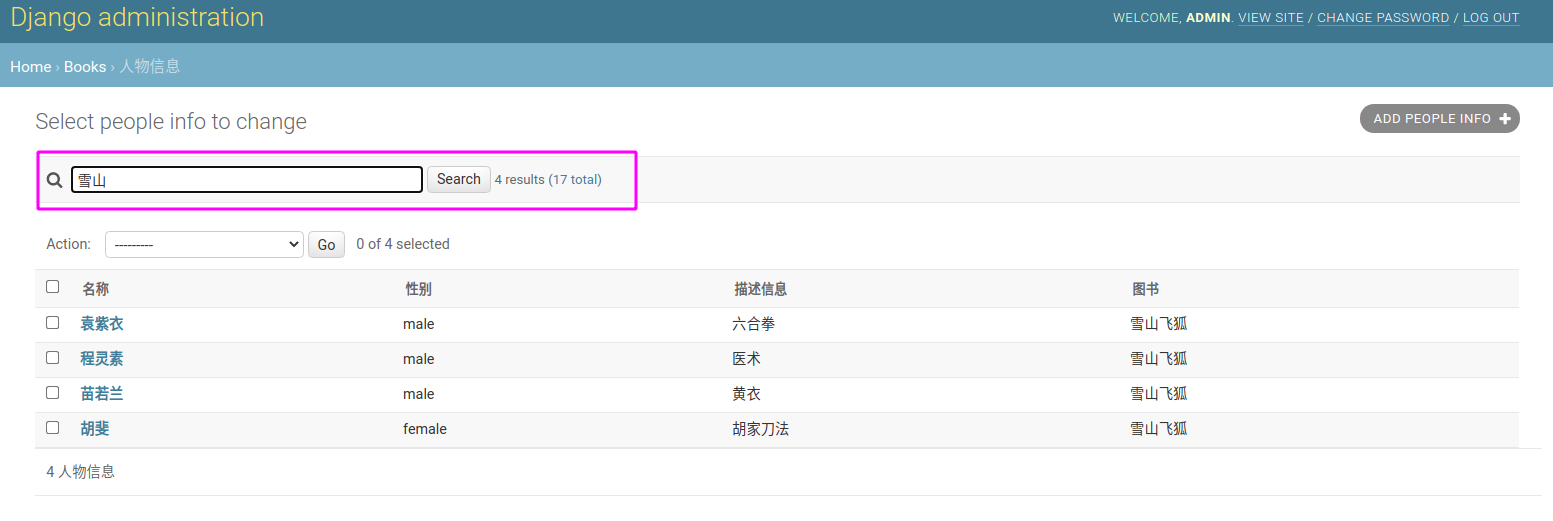 Django administration
WELCOME, ADMIN. VIEW SITE / CHANGE PASSWORD / LOG OUT
Home › Books › 人物信息
Select people info to change
ADD PEOPLE INFO +
雪山 Search 4 results (17 total)
Action: --------- Go 0 of 4 selected
名称 性别 描述信息 图书
袁紫衣 male 六合拳 雪山飞狐
程灵素 male 医术 雪山飞狐
苗若兰 male 黄衣 雪山飞狐
胡斐 female 胡家刀法 雪山飞狐
4 人物信息